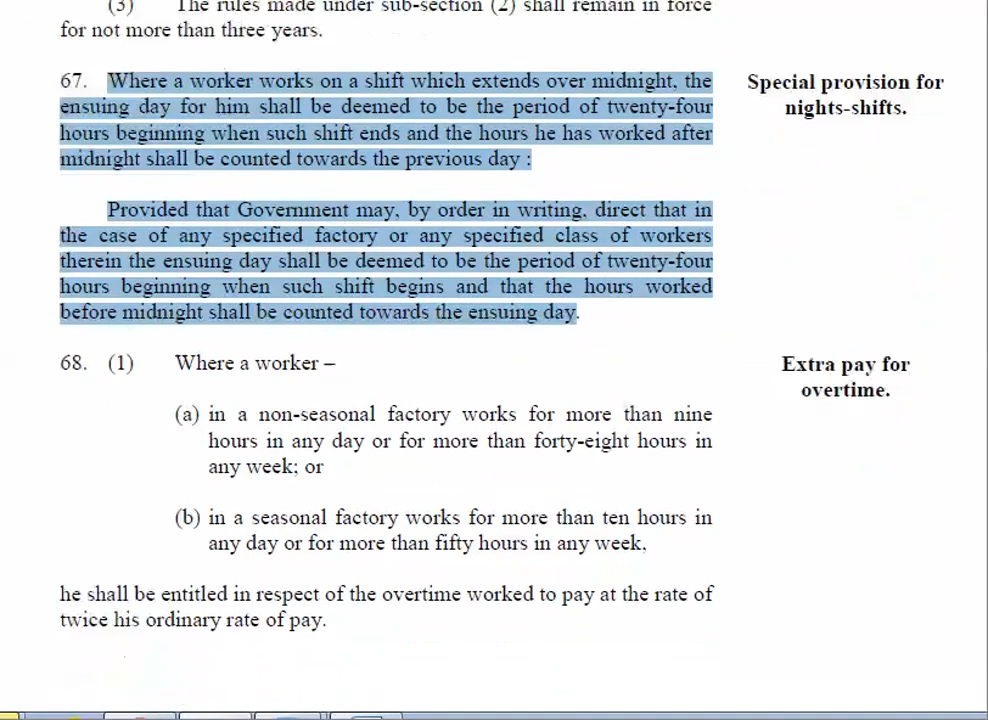 (3) The rules made under sub-section (2) shall remain in force
for not more than three years.
67. Where a worker works on a shift which extends over midnight, the
ensuing day for him shall be deemed to be the period of twenty-four
hours beginning when such shift ends and the hours he has worked after
midnight shall be counted towards the previous day :
Special provision for
nights-shifts.
Provided that Government may, by order in writing, direct that in
the case of any specified factory or any specified class of workers
therein the ensuing day shall be deemed to be the period of twenty-four
hours beginning when such shift begins and that the hours worked
before midnight shall be counted towards the ensuing day.
68. (1) Where a worker –
Extra pay for
overtime.
(a) in a non-seasonal factory works for more than nine
hours in any day or for more than forty-eight hours in
any week; or
(b) in a seasonal factory works for more than ten hours in
any day or for more than fifty hours in any week,
he shall be entitled in respect of the overtime worked to pay at the rate of
twice his ordinary rate of pay.